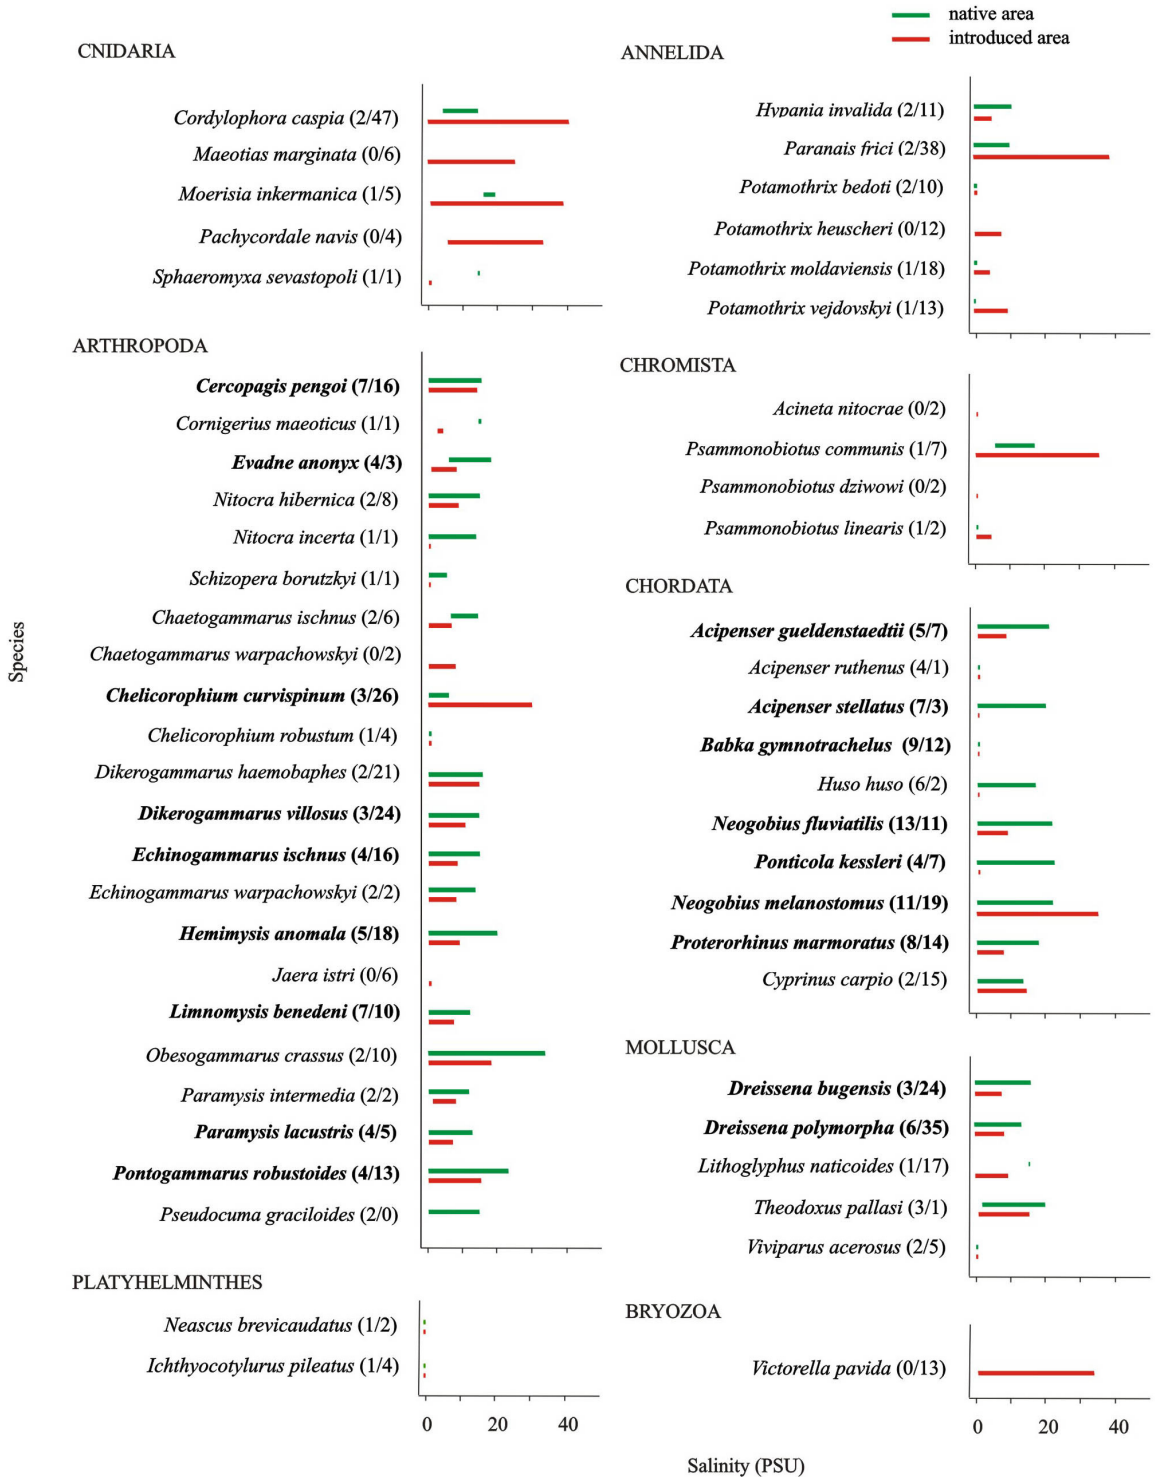 native area
introduced area
CNIDARIA
Cordylophora caspia (2/47)
Maeotias marginata (0/6)
Moerisia inkermanica (1/5)
Pachycordale navis (0/4)
Sphaeromyxa sevastopoli (1/1)
ARTHROPODA
Cercopagis pengoi (7/16)
Cornigerius maeoticus (1/1)
Evadne anonyx (4/3)
Nitocra hibernica (2/8)
Nitocra incerta (1/1)
Schizopera borutzkyi (1/1)
Chaetogammarus ischnus (2/6)
Chaetogammarus warpachowskyi (0/2)
Chelicorophium curvispinum (3/26)
Chelicorophium robustum (1/4)
Dikerogammarus haemobaphes (2/21)
Dikerogammarus villosus (3/24)
Echinogammarus ischnus (4/16)
Echinogammarus warpachowskyi (2/2)
Hemimysis anomala (5/18)
Jaera istri (0/6)
Limnomysis benedeni (7/10)
Obesogammarus crassus (2/10)
Paramysis intermedia (2/2)
Paramysis lacustris (4/5)
Pontogammarus robustoides (4/13)
Pseudocuma graciloides (2/0)
PLATYHELMINTHES
Neascus brevicaudatus (1/2)
Ichthyocotylurus pileatus (1/4)
0 20 40
Species
ANNELIDA
Hypania invalida (2/11)
Paranais frici (2/38)
Potamothrix bedoti (2/10)
Potamothrix heuscheri (0/12)
Potamothrix moldaviensis (1/18)
Potamothrix vejdovskyi (1/13)
CHROMISTA
Acineta nitocrae (0/2)
Psammonobiotus communis (1/7)
Psammonobiotus dziwowi (0/2)
Psammonobiotus linearis (1/2)
CHORDATA
Acipenser gueldenstaedtii (5/7)
Acipenser ruthenus (4/1)
Acipenser stellatus (7/3)
Babka gymnotrachelus (9/12)
Huso huso (6/2)
Neogobius fluviatilis (13/11)
Ponticola kessleri (4/7)
Neogobius melanostomus (11/19)
Proterorhinus marmoratus (8/14)
Cyprinus carpio (2/15)
MOLLUSCA
Dreissena bugensis (3/24)
Dreissena polymorpha (6/35)
Lithoglyphus naticoides (1/17)
Theodoxus pallasi (3/1)
Viviparus acerosus (2/5)
BRYOZOA
Victorella pavida (0/13)
0 20 40
Salinity (PSU)